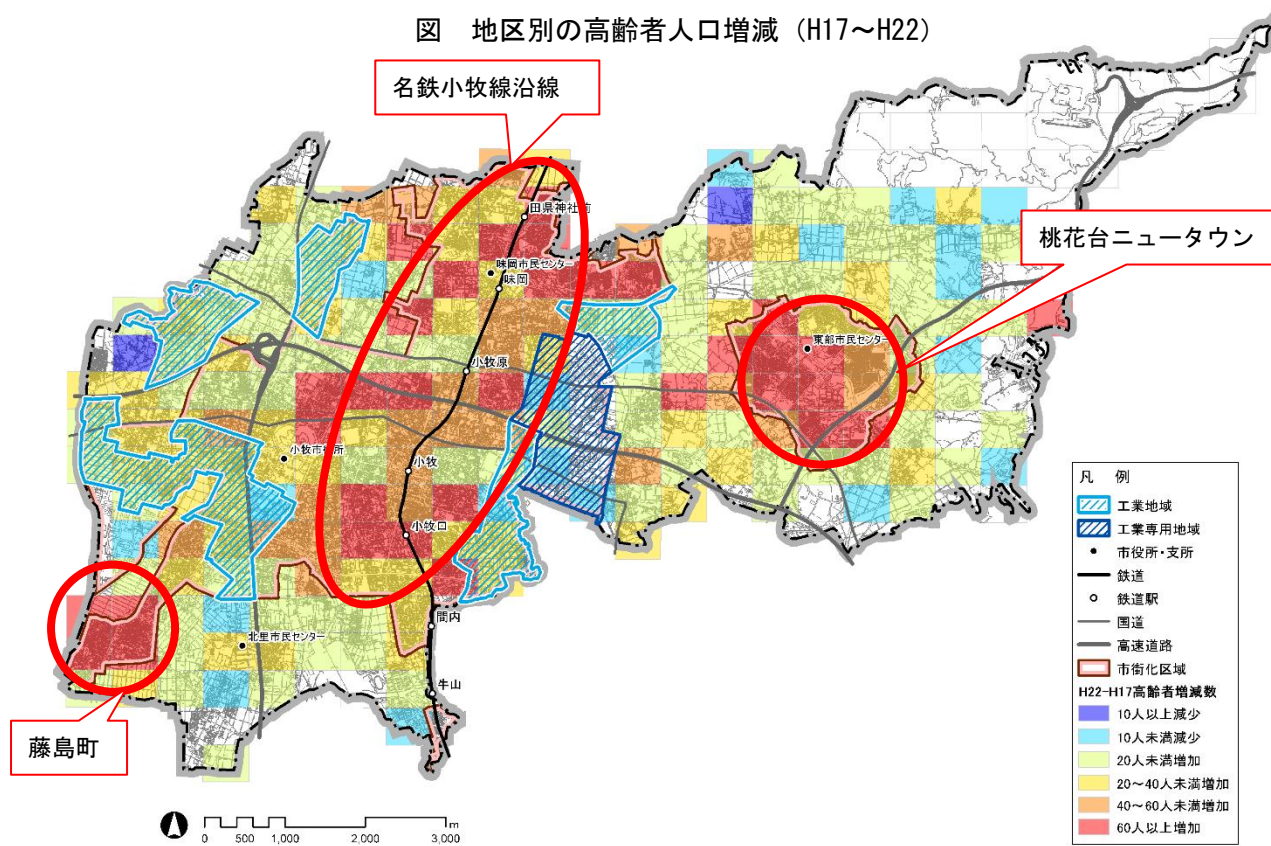 図　地区別の高齢者人口増減（H17～H22）
名鉄小牧線沿線
田県神社前
桃花台ニュータウン
味岡市民センター
味岡
東部市民センター
小牧原
小牧市役所
小牧
小牧口
間内
北里市民センター
牛山
藤島町
凡　例
工業地域
工業専用地域
市役所・支所
鉄道
鉄道駅
国道
高速道路
市街化区域
H22-H17高齢者増減数
10人以上減少
10人未満減少
20人未満増加
20～40人未満増加
40～60人未満増加
60人以上増加
0 500 1,000 2,000 3,000 m